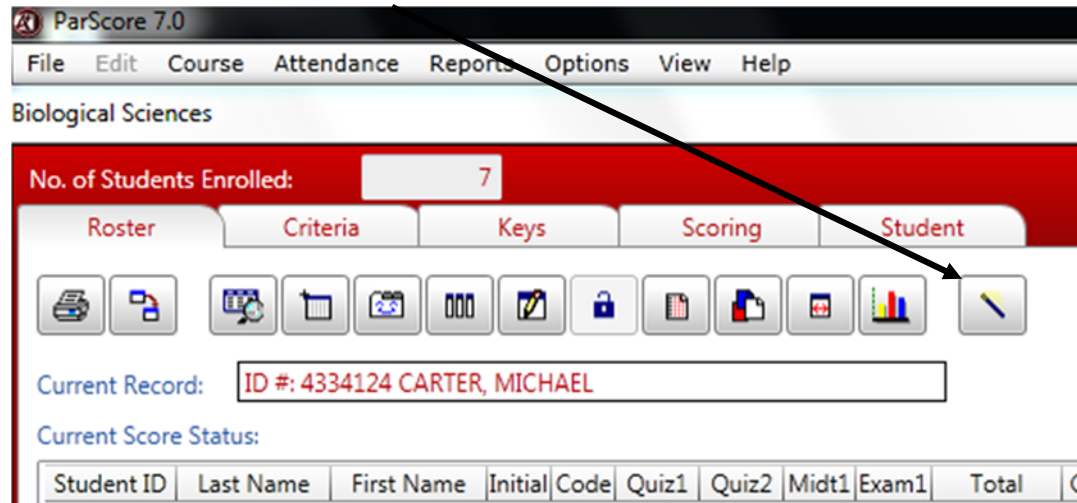 ParScore 7.0
File Edit Course Attendance Reports Options View Help
Biological Sciences
No. of Students Enrolled: 7
Roster Criteria Keys Scoring Student
Current Record: ID #: 4334124 CARTER, MICHAEL
Current Score Status:
Student ID Last Name First Name Initial Code Quiz1 Quiz2 Midt1 Exam1 Total